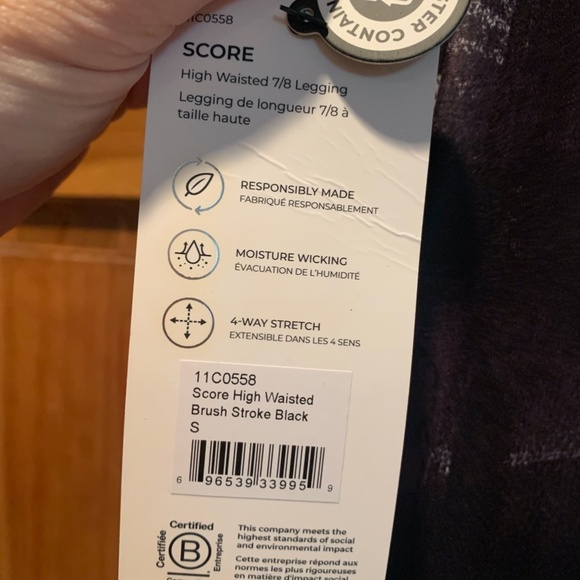 11C0558
STER CONTAIN
SCORE
High Waisted 7/8 Legging
Legging de longueur 7/8 à
taille haute
RESPONSIBLY MADE
FABRIQUÉ RESPONSABLEMENT
MOISTURE WICKING
ÉVACUATION DE L'HUMIDITÉ
4-WAY STRETCH
EXTENSIBLE DANS LES 4 SENS
11C0558
Score High Waisted
Brush Stroke Black
S
6 96539 33995 9
Certified
Certifiée
B
Entreprise
This company meets the
highest standards of social
and environmental impact
Cette entreprise répond aux
normes les plus rigoureuses
en matière d'impact social